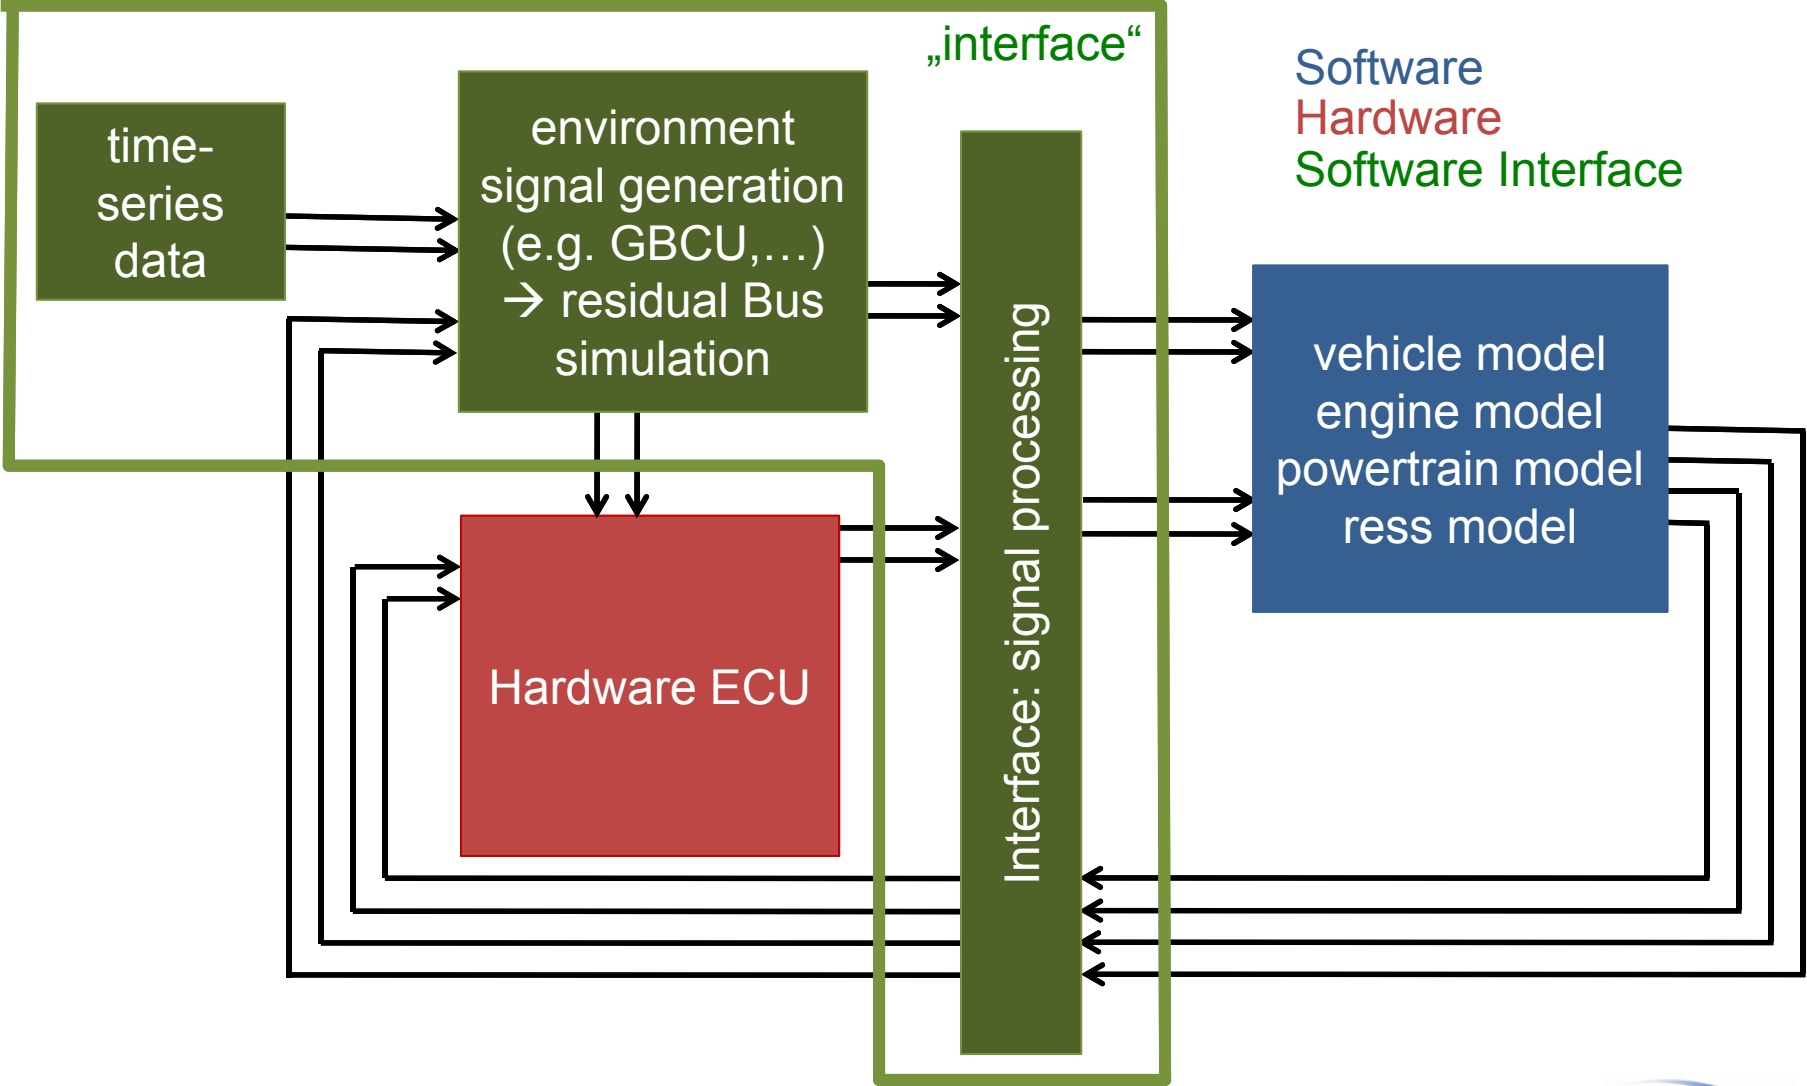 „interface“
Software
Hardware
Software Interface
time-
series
data
environment
signal generation
(e.g. GBCU,…)
→ residual Bus
simulation
Interface: signal processing
vehicle model
engine model
powertrain model
ress model
Hardware ECU